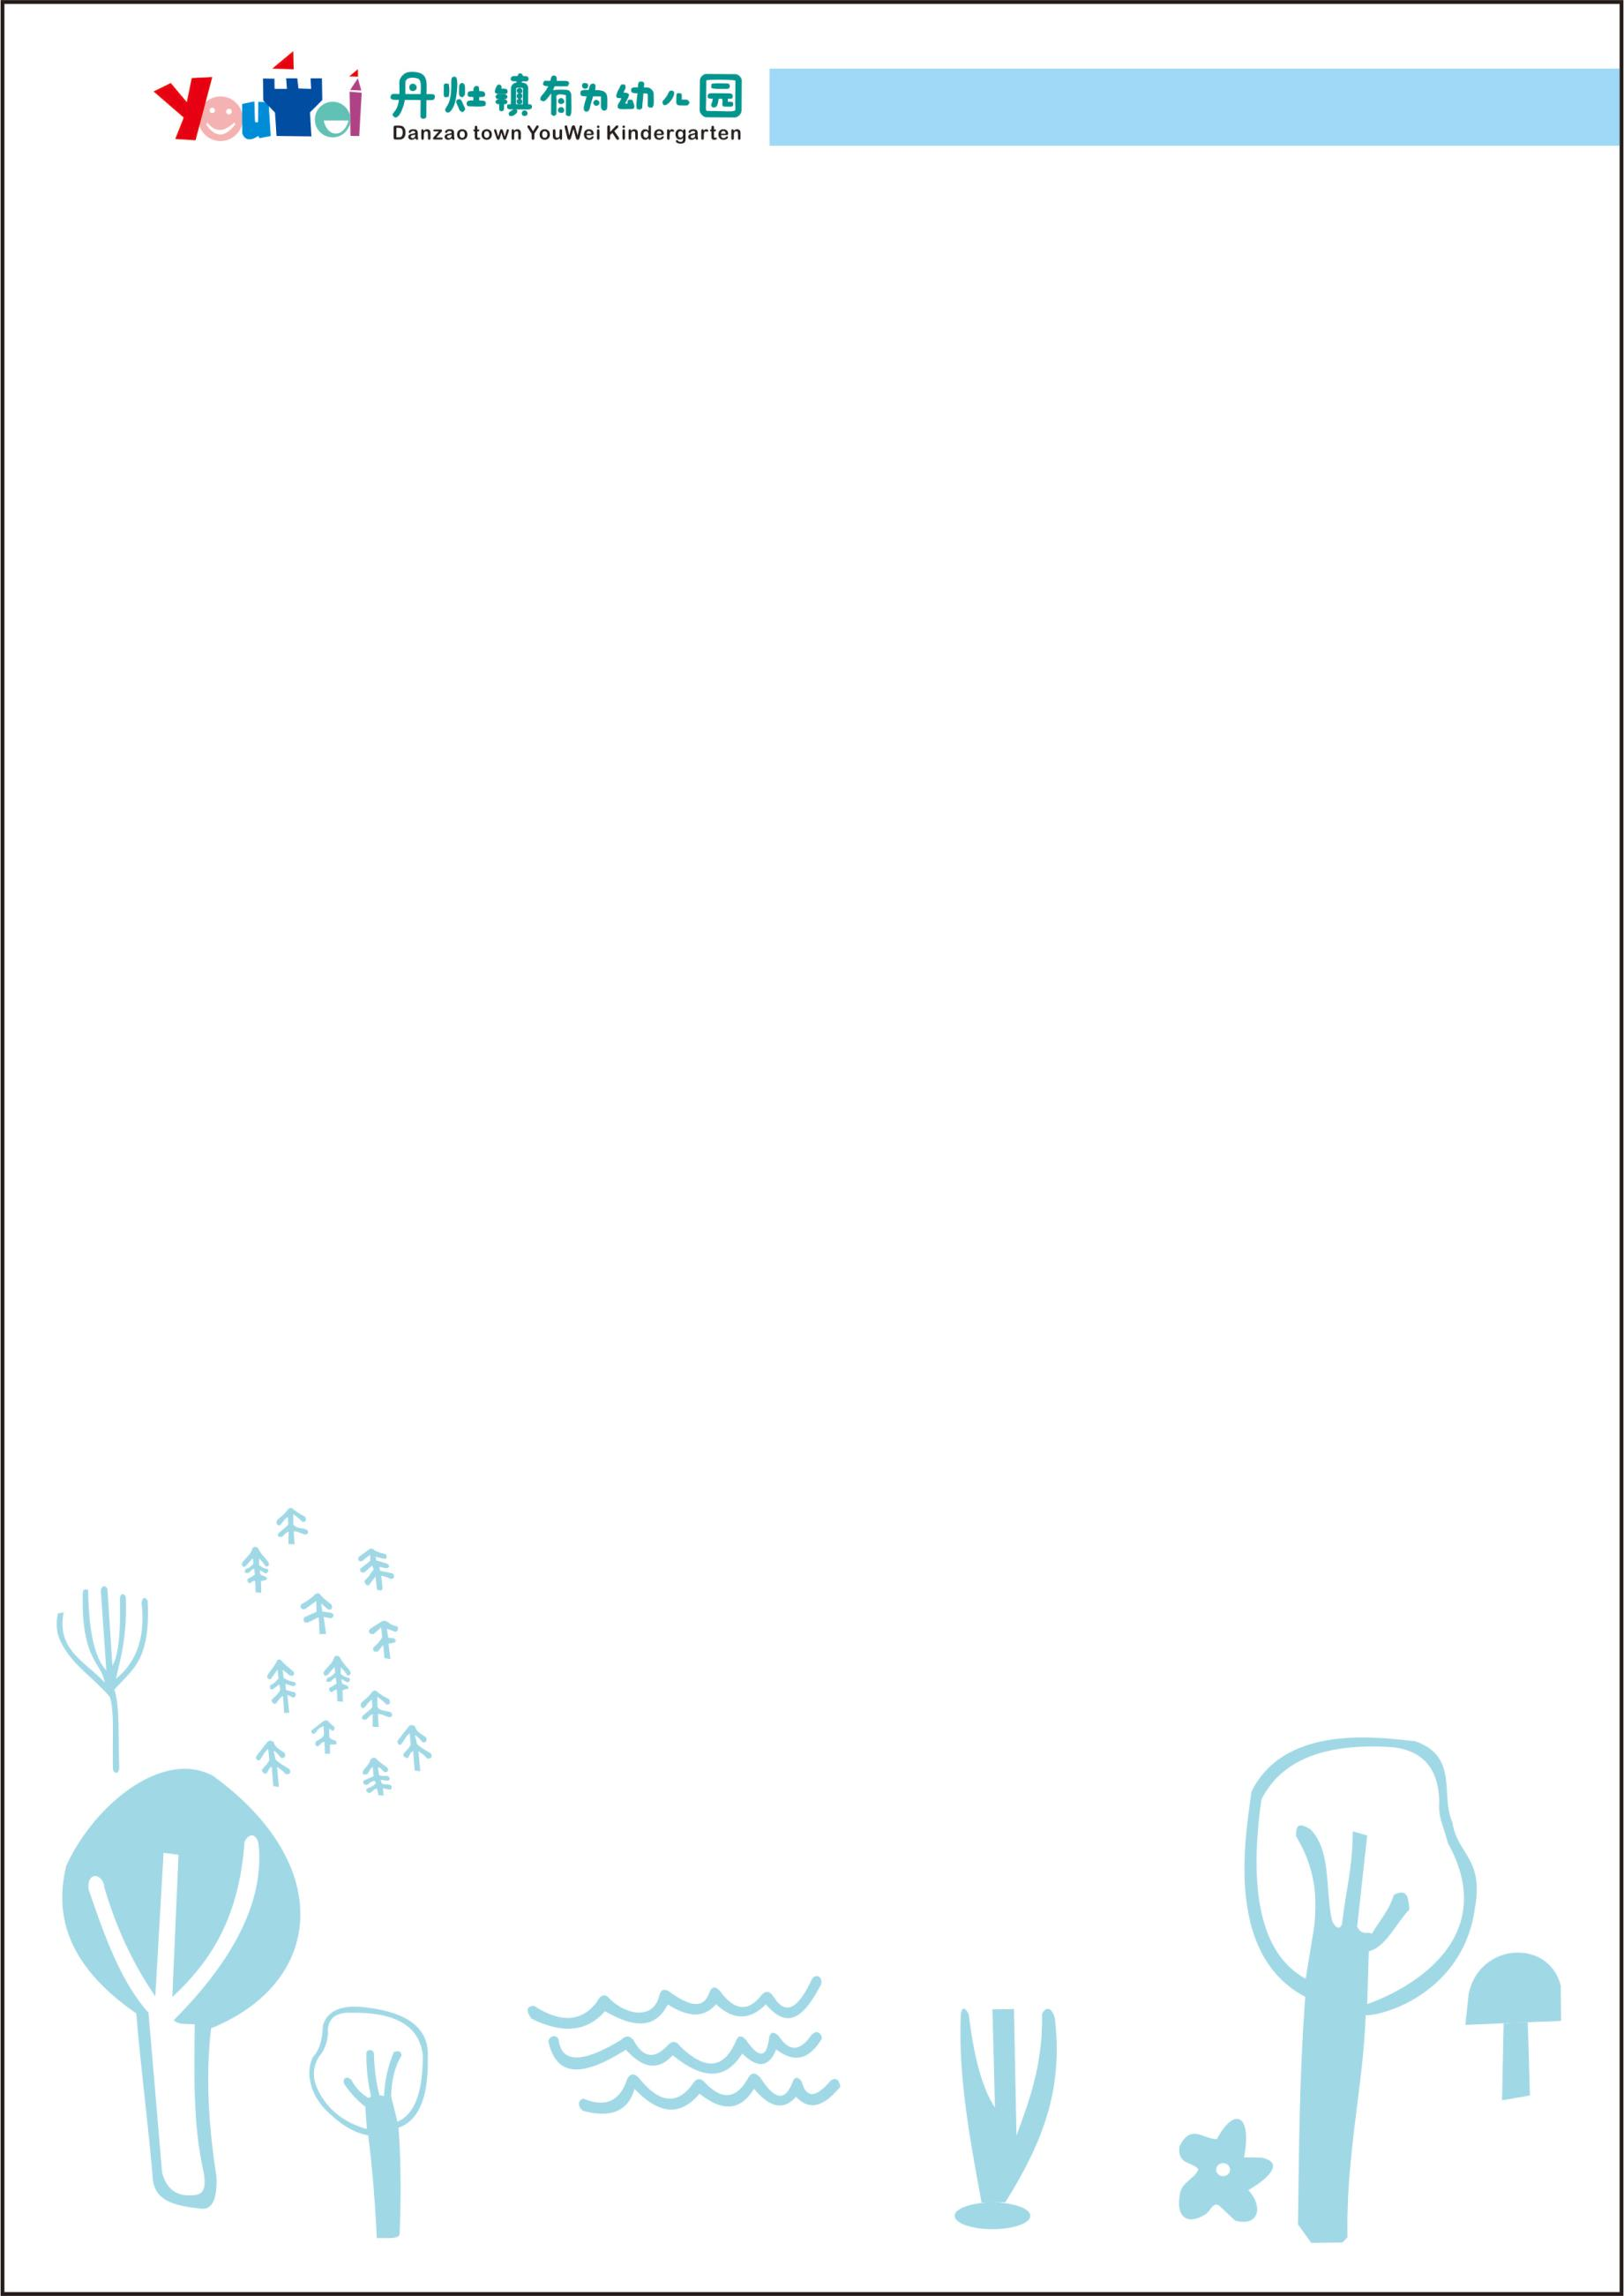 YouWei
丹灶镇有为幼儿园
Danzao town YouWei Kindergarten